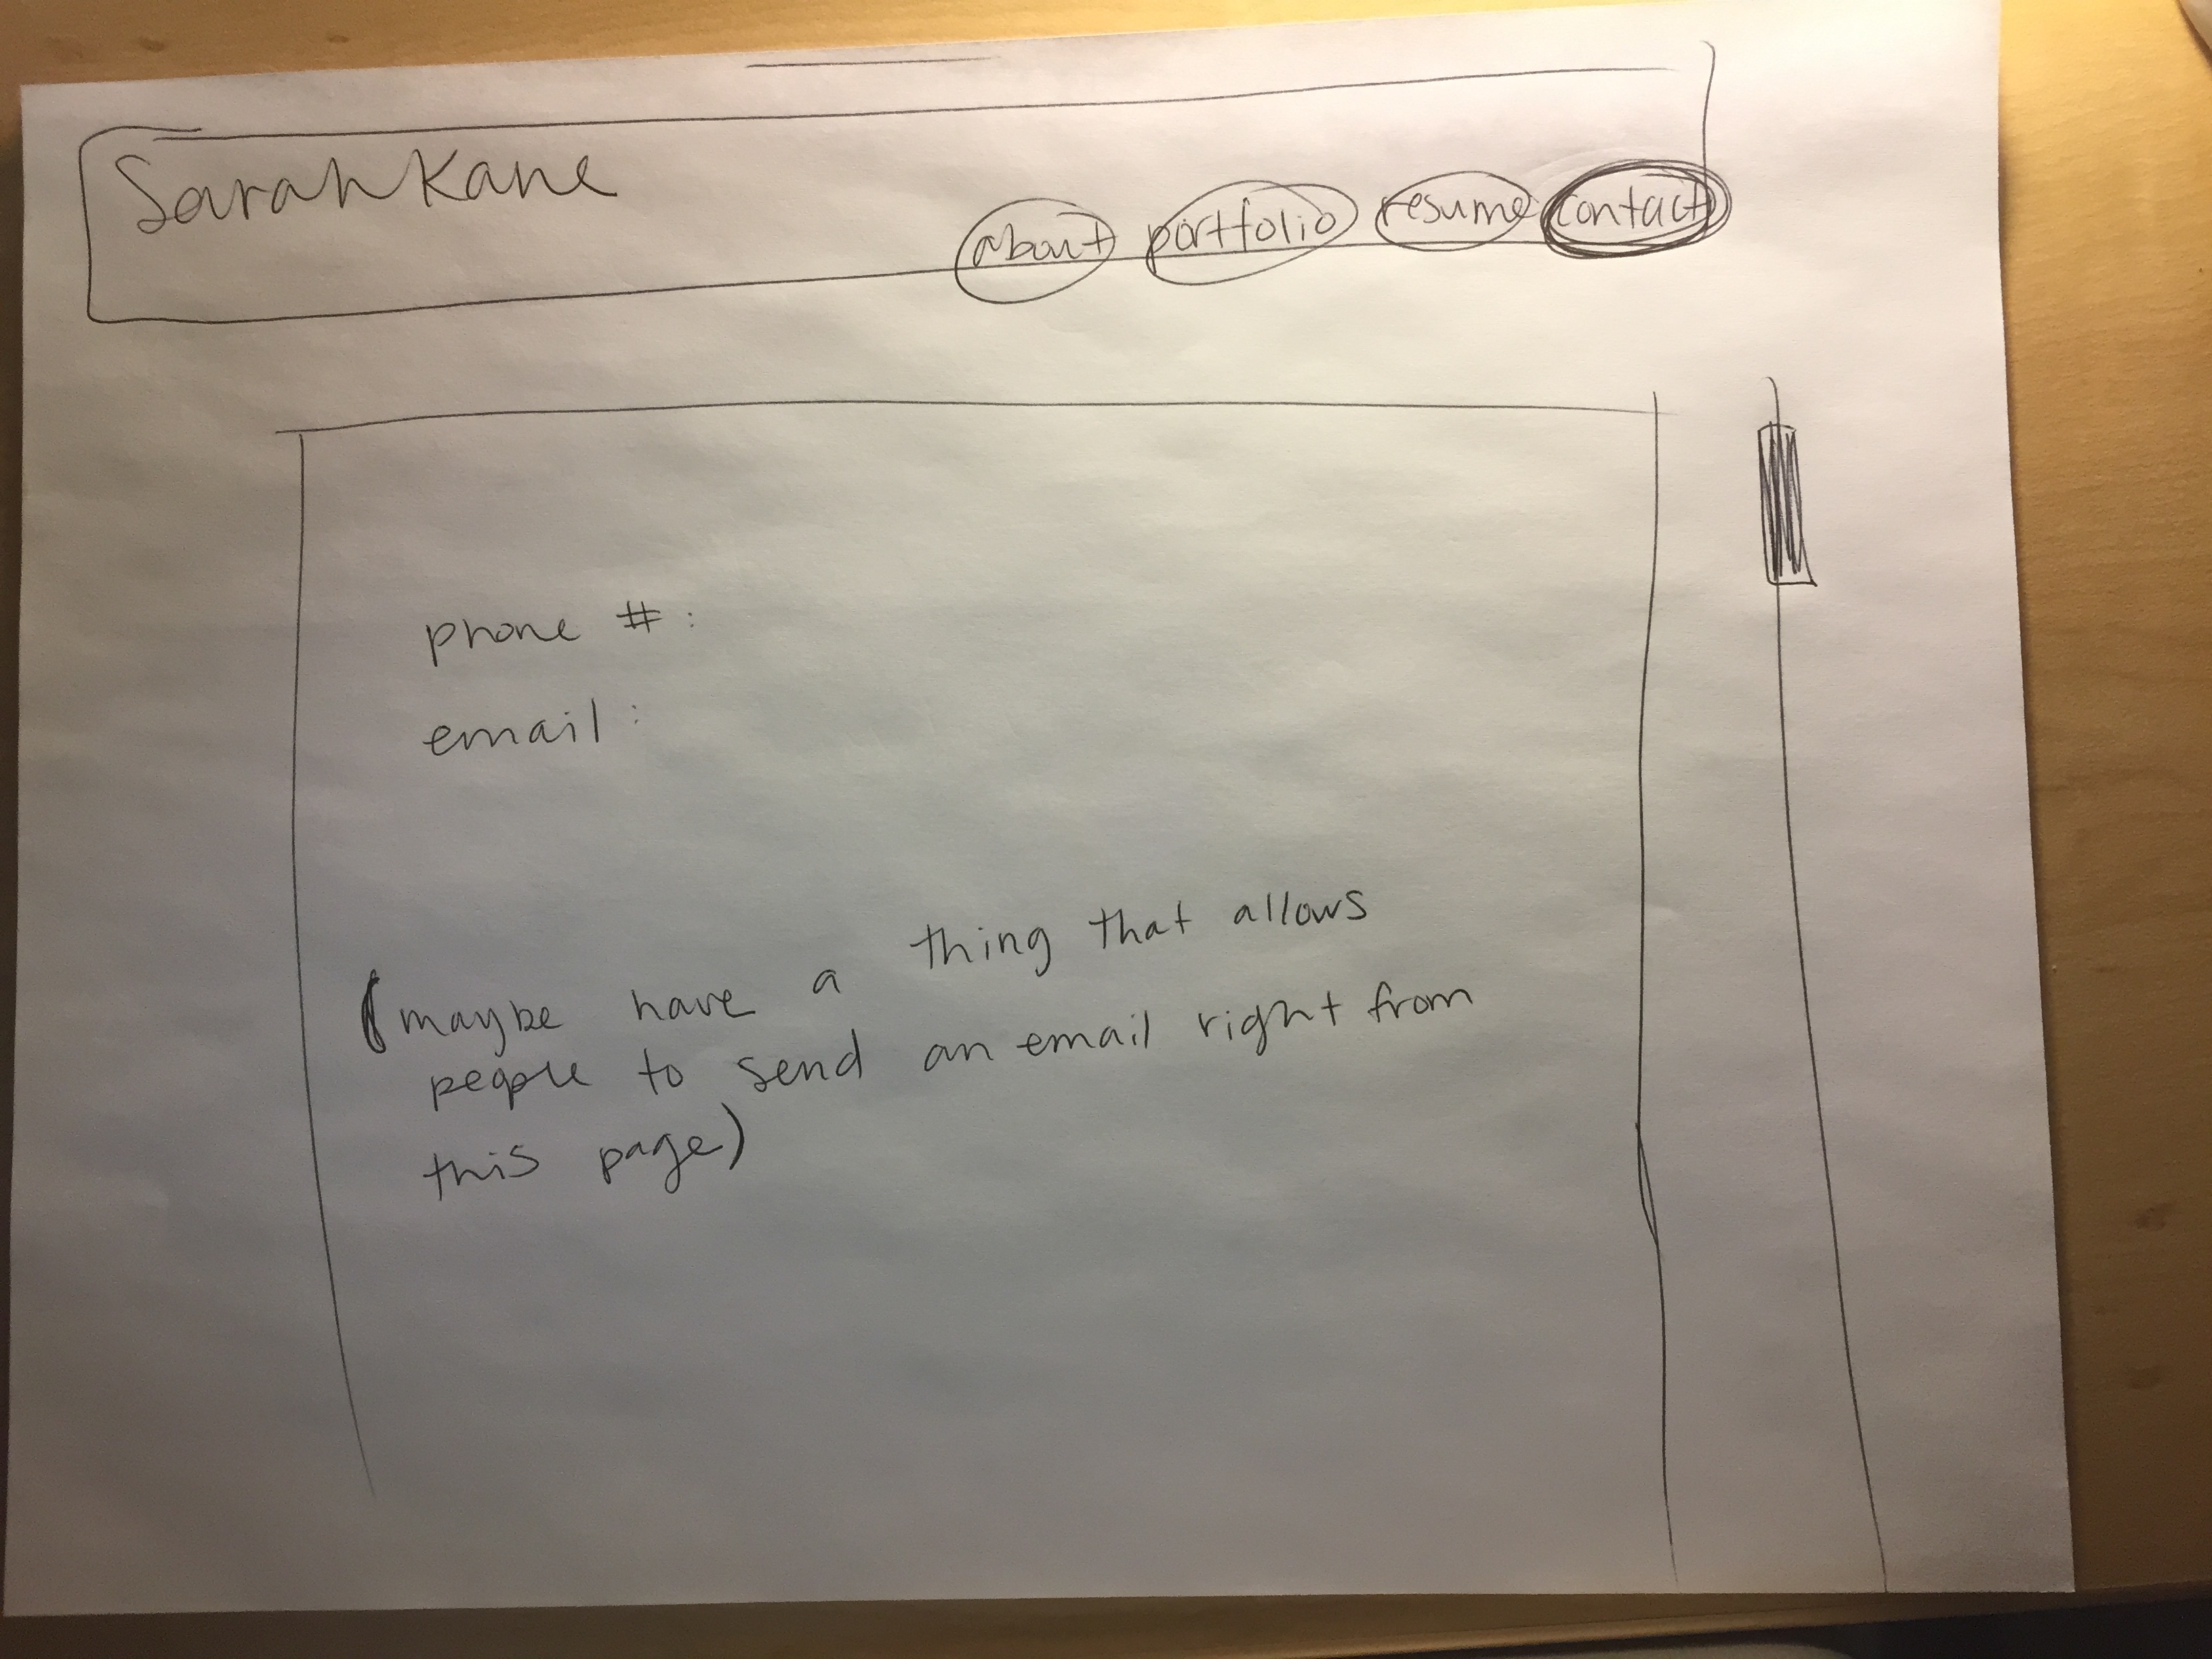 Sarah Kane
about portfolio resume contact
phone #:
email:
(maybe have a thing that allows
people to send an email right from
this page)